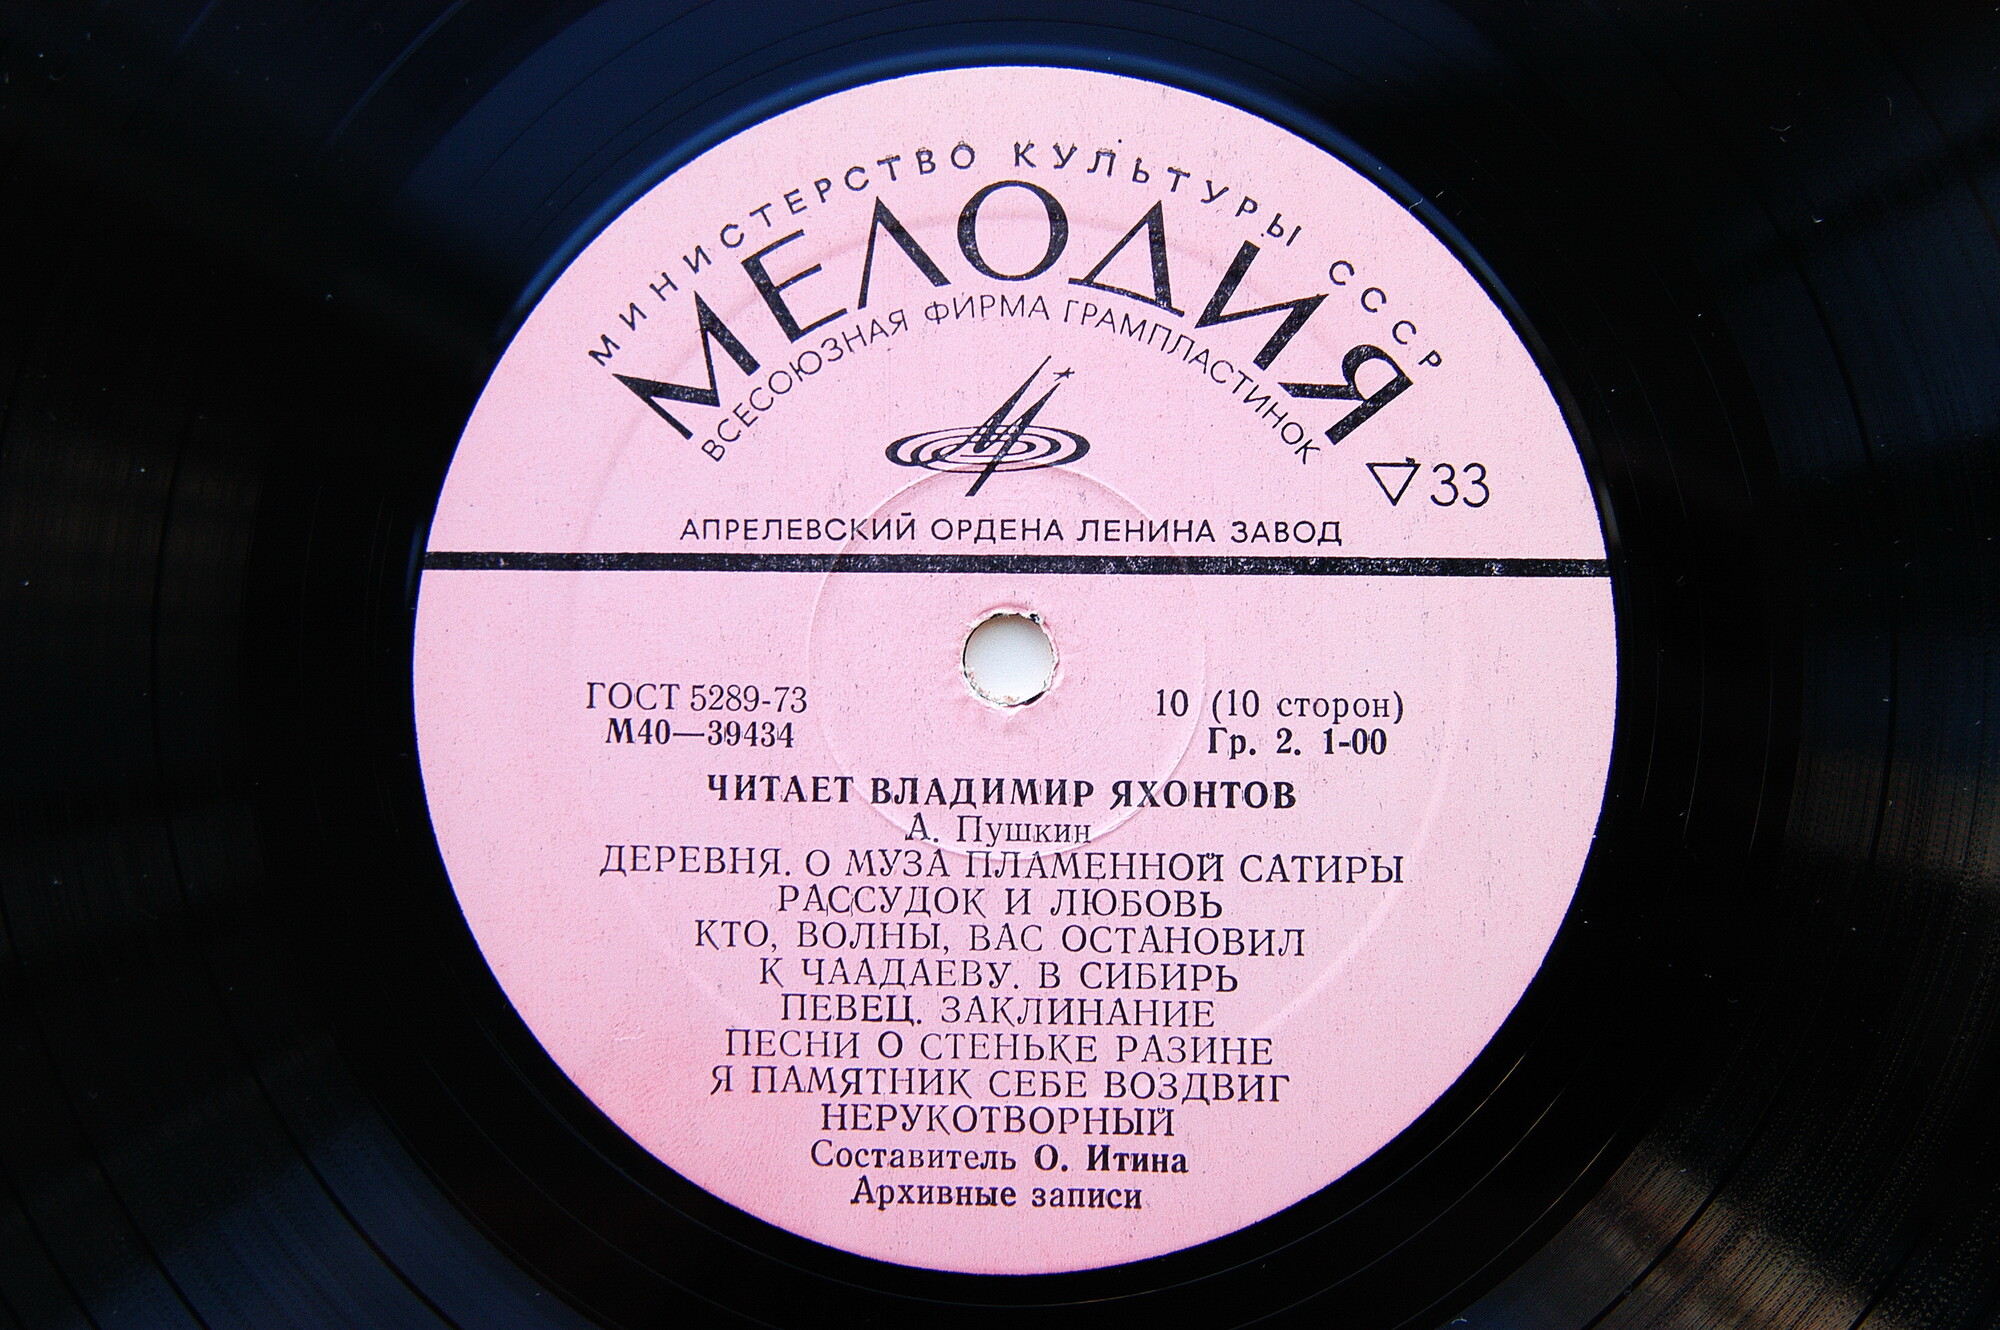 МИНИСТЕРСТВО КУЛЬТУРЫ СССР
МЕЛОДИЯ
ВСЕСОЮЗНАЯ ФИРМА ГРАМПЛАСТИНОК
33
АПРЕЛЕВСКИЙ ОРДЕНА ЛЕНИНА ЗАВОД
ГОСТ 5289-73
М40—39434
10 (10 сторон)
Гр. 2. 1-00
ЧИТАЕТ ВЛАДИМИР ЯХОНТОВ
А. Пушкин
ДЕРЕВНЯ. О МУЗА ПЛАМЕННОЙ САТИРЫ
РАССУДОК И ЛЮБОВЬ
КТО, ВОЛНЫ, ВАС ОСТАНОВИЛ
К ЧААДАЕВУ. В СИБИРЬ
ПЕВЕЦ. ЗАКЛИНАНИЕ
ПЕСНИ О СТЕНЬКЕ РАЗИНЕ
Я ПАМЯТНИК СЕБЕ ВОЗДВИГ
НЕРУКОТВОРНЫЙ
Составитель О. Итина
Архивные записи